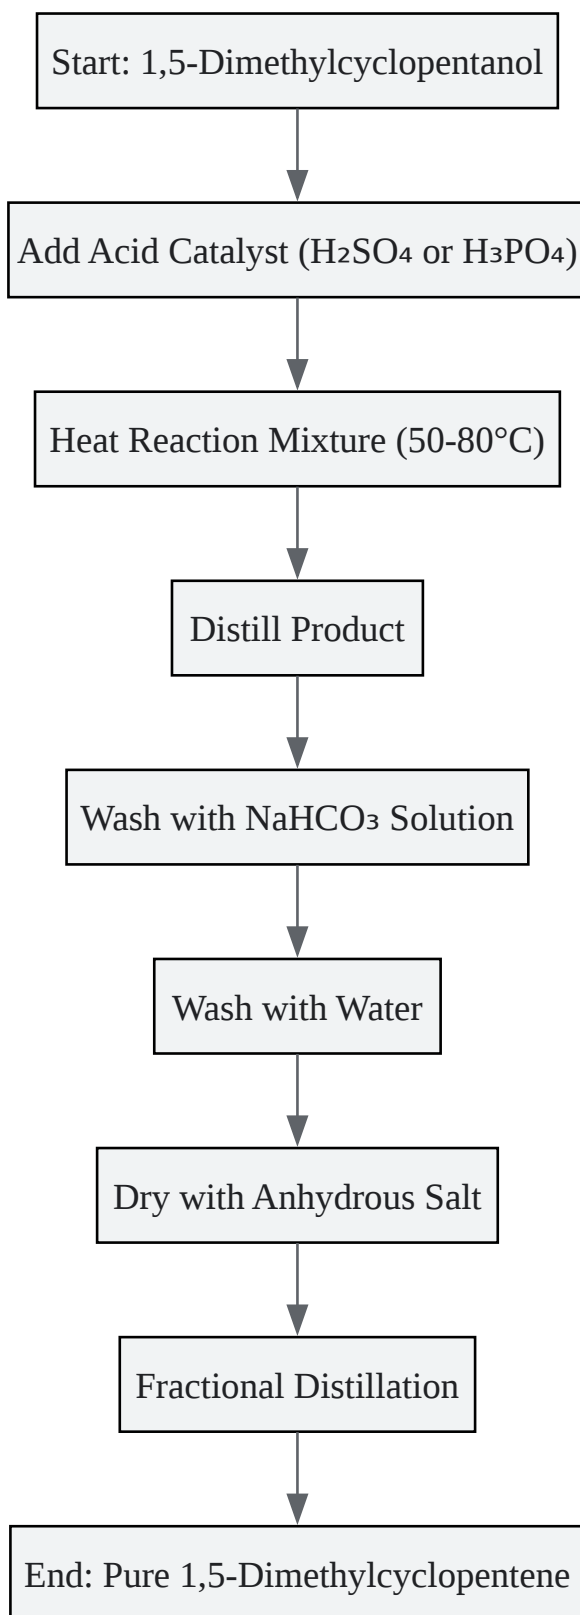 Start: 1,5-Dimethylcyclopentanol
Add Acid Catalyst (H₂SO₄ or H₃PO₄)
Heat Reaction Mixture (50-80°C)
Distill Product
Wash with NaHCO₃ Solution
Wash with Water
Dry with Anhydrous Salt
Fractional Distillation
End: Pure 1,5-Dimethylcyclopentene